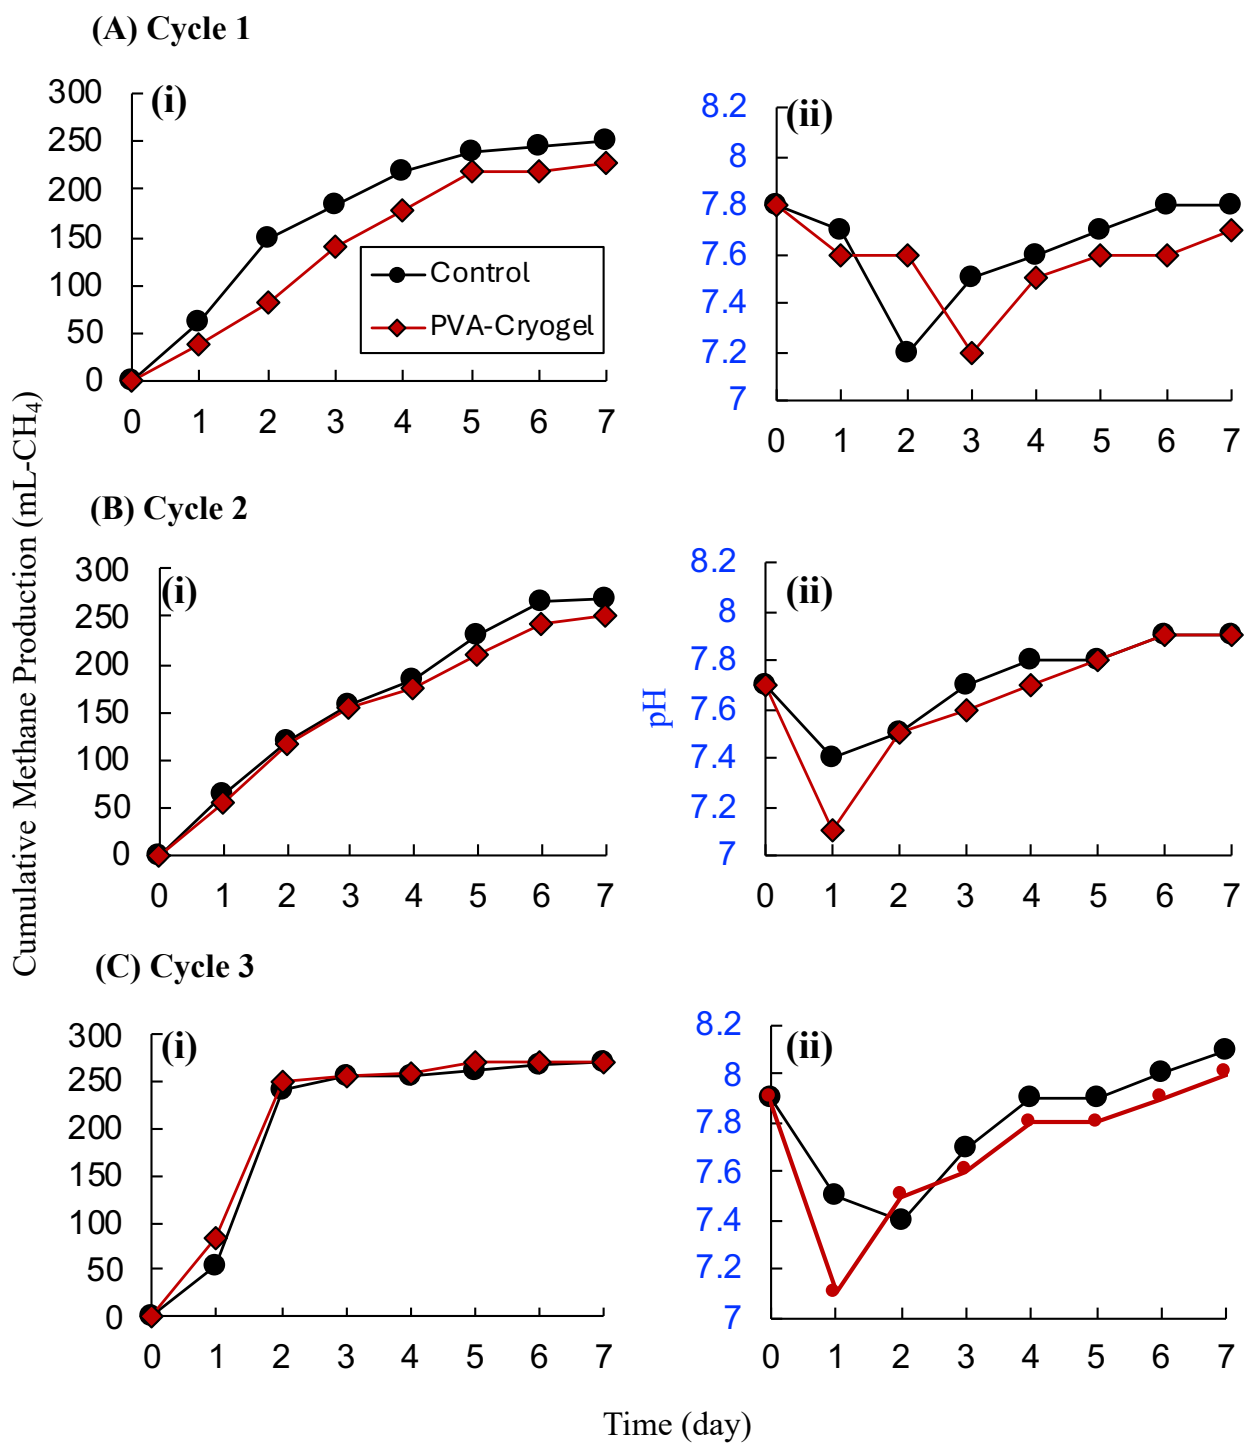 (A) Cycle 1
(i)
300
250
200
150
100
50
0
0 1 2 3 4 5 6 7
Control
PVA-Cryogel
(ii)
8.2
8
7.8
7.6
7.4
7.2
7
0 1 2 3 4 5 6 7
Cumulative Methane Production (mL-CH₄)
(B) Cycle 2
(i)
300
250
200
150
100
50
0
0 1 2 3 4 5 6 7
pH
(ii)
8.2
8
7.8
7.6
7.4
7.2
7
0 1 2 3 4 5 6 7
(C) Cycle 3
(i)
300
250
200
150
100
50
0
0 1 2 3 4 5 6 7
(ii)
8.2
8
7.8
7.6
7.4
7.2
7
0 1 2 3 4 5 6 7
Time (day)